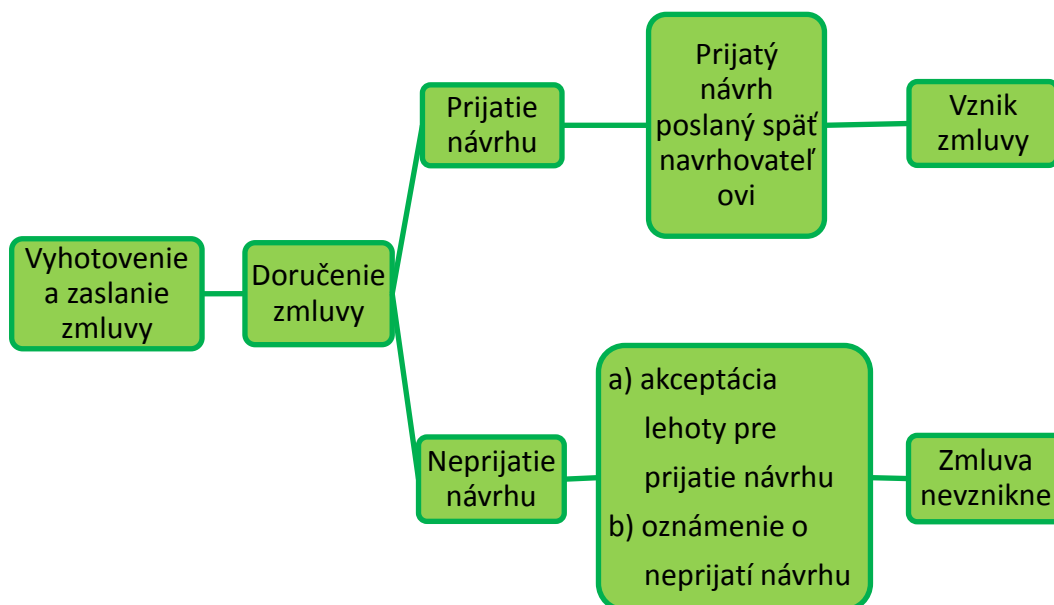 Vyhotovenie
a zaslanie
zmluvy
Doručenie
zmluvy
Prijatie
návrhu
Prijatý
návrh
poslaný späť
navrhovateľ
ovi
Vznik
zmluvy
Neprijatie
návrhu
a) akceptácia
lehoty pre
prijatie návrhu
b) oznámenie o
neprijatí návrhu
Zmluva
nevznikne